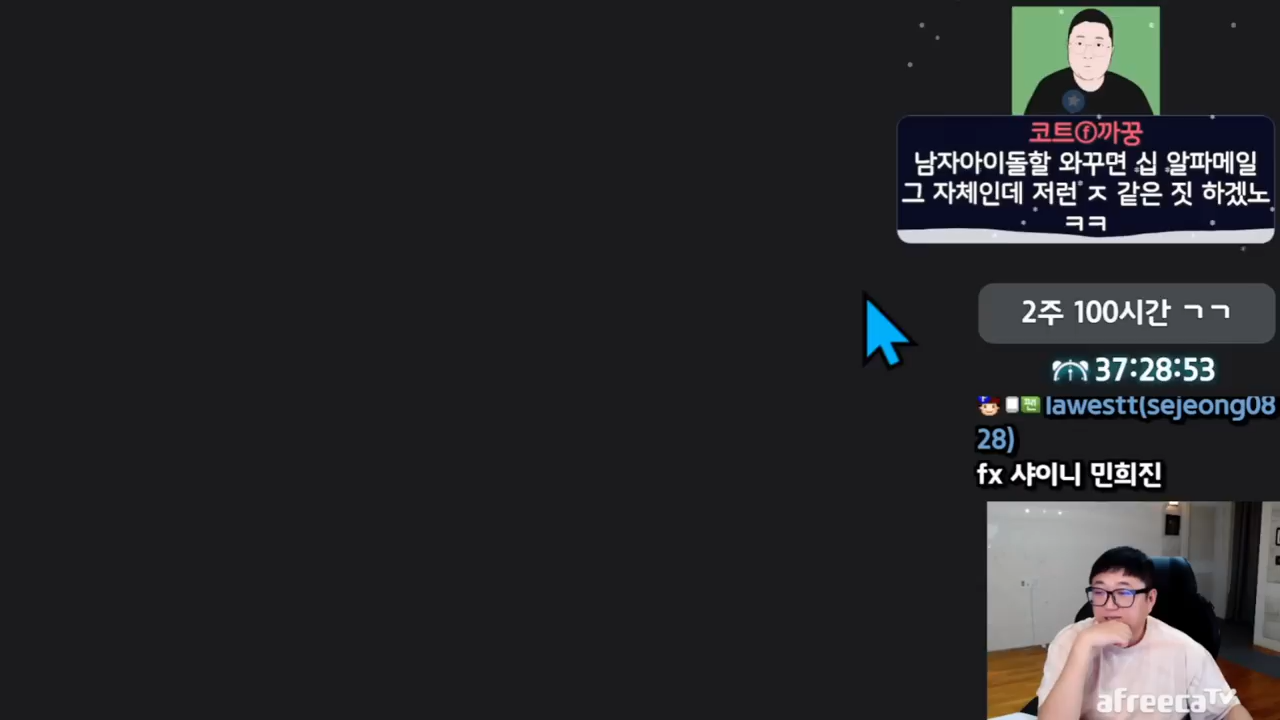 코트ⓕ까꿍
남자아이돌할 와꾸면 십 알파메일
그 자체인데 저런 ㅈ 같은 짓 하겠노
ㅋㅋ
2주 100시간 ㄱㄱ
37:28:53
팬 lawestt(sejeong08
28)
fx 샤이니 민희진
afreecaTV